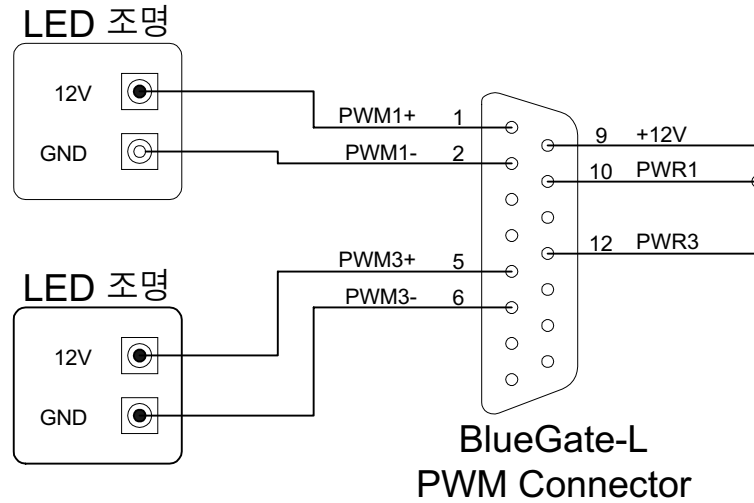 LED 조명
12V
GND
PWM1+ 1
PWM1- 2
9 +12V
10 PWR1
12 PWR3
PWM3+ 5
PWM3- 6
LED 조명
12V
GND
BlueGate-L
PWM Connector